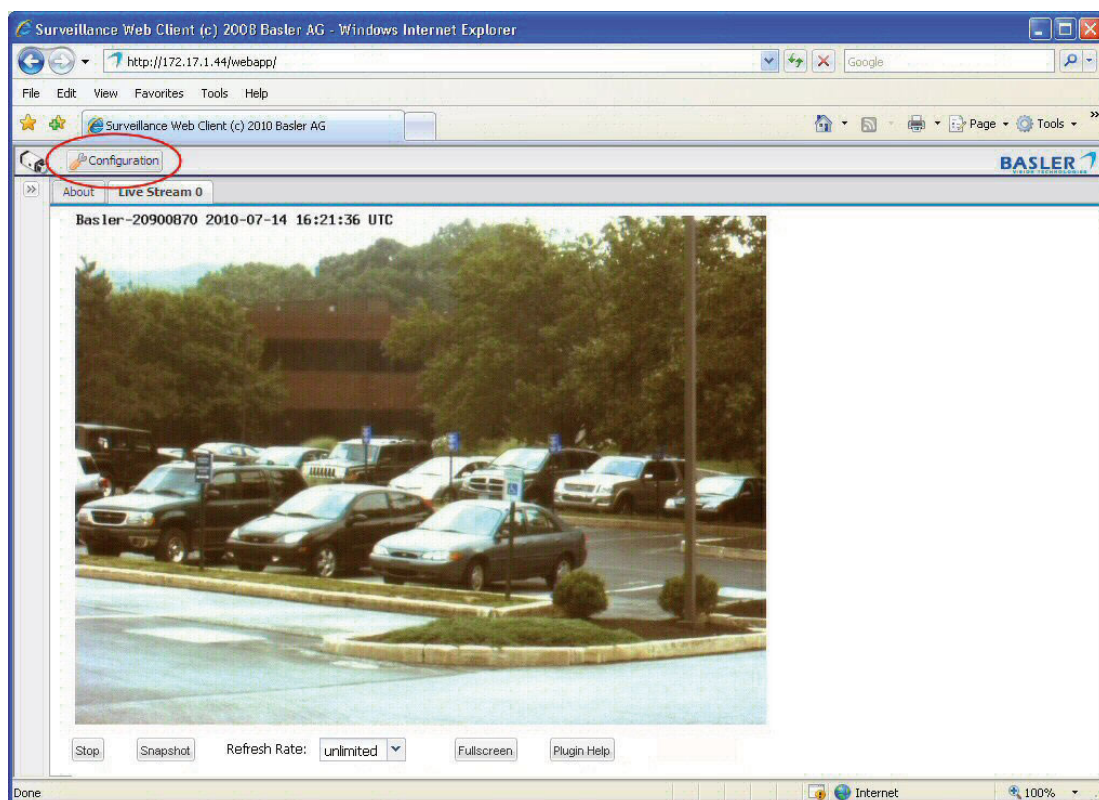 Surveillance Web Client (c) 2008 Basler AG - Windows Internet Explorer
http://172.17.1.44/webapp/
Google
File Edit View Favorites Tools Help
Surveillance Web Client (c) 2010 Basler AG
Page Tools
Configuration
BASLER
VISION TECHNOLOGIES
About Live Stream 0
Basler-20900870 2010-07-14 16:21:36 UTC
Stop Snapshot Refresh Rate: unlimited Fullscreen Plugin Help
Done Internet 100%